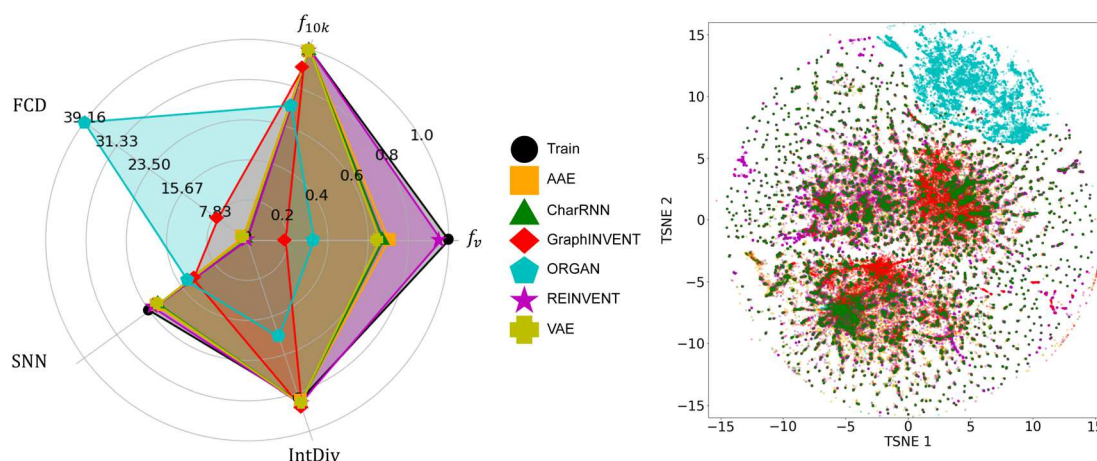 f10k
FCD
39.16
31.33
23.50
15.67
7.83
1.0
0.8
0.6
0.4
0.2
fv
SNN
IntDiv
Train
AAE
CharRNN
GraphINVENT
ORGAN
REINVENT
VAE
15
10
5
0
−5
−10
−15
TSNE 2
−15
−10
−5
0
5
10
15
TSNE 1